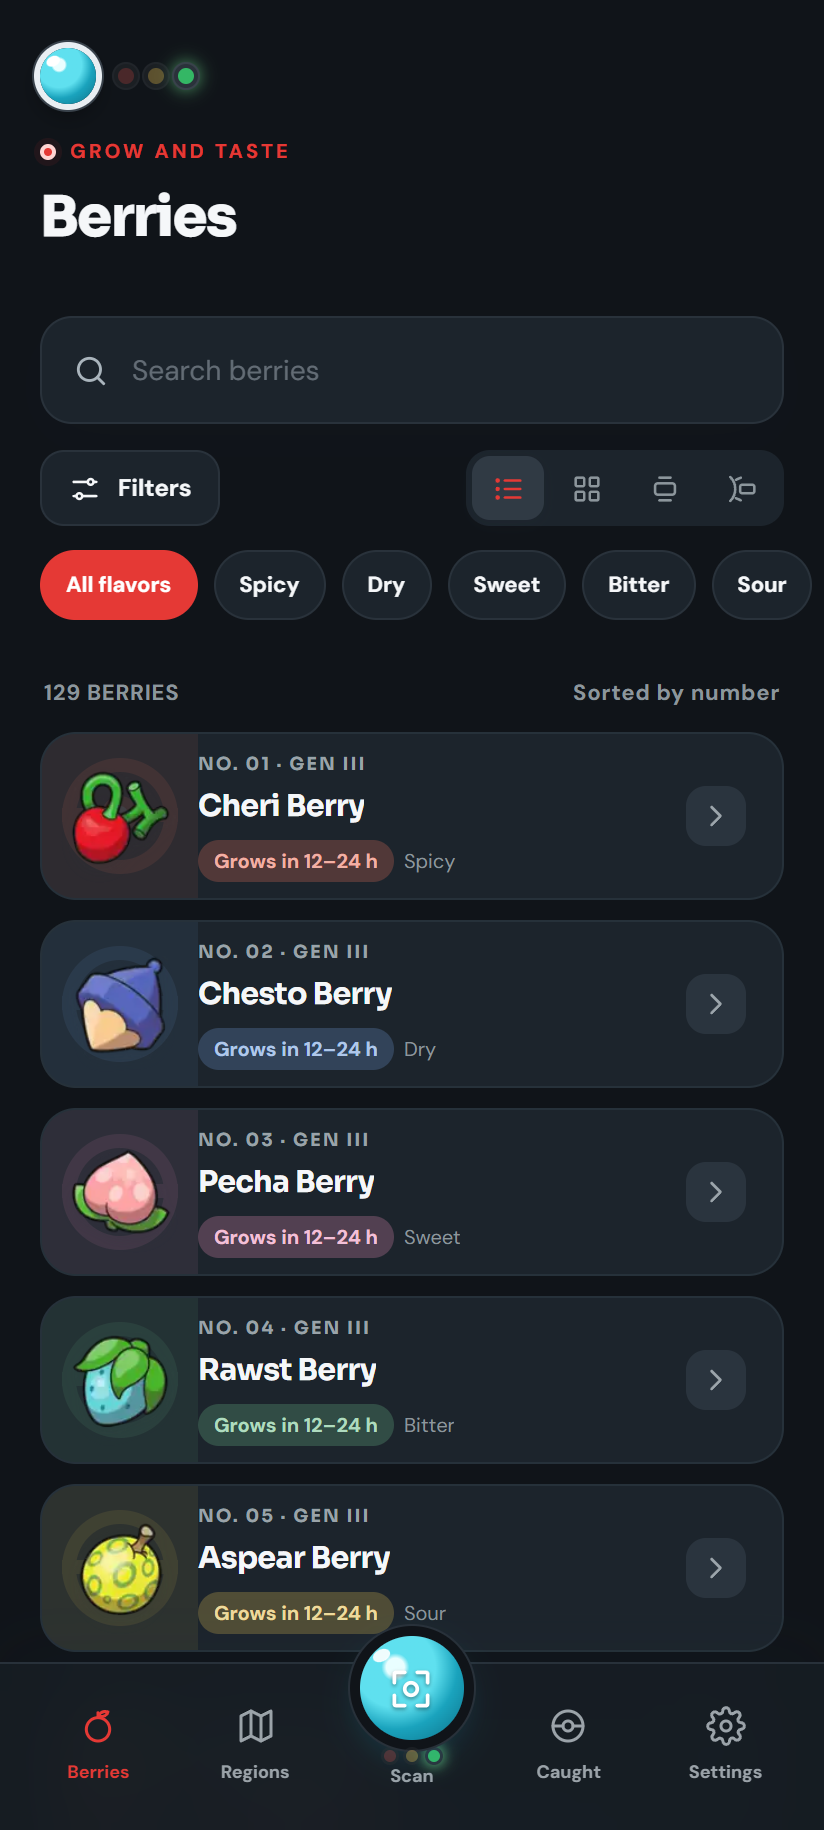 GROW AND TASTE
Berries
Search berries
Filters
All flavors Spicy Dry Sweet Bitter Sour
129 BERRIES Sorted by number
NO. 01 · GEN III
Cheri Berry
Grows in 12–24 h Spicy
NO. 02 · GEN III
Chesto Berry
Grows in 12–24 h Dry
NO. 03 · GEN III
Pecha Berry
Grows in 12–24 h Sweet
NO. 04 · GEN III
Rawst Berry
Grows in 12–24 h Bitter
NO. 05 · GEN III
Aspear Berry
Grows in 12–24 h Sour
Berries Regions Scan Caught Settings